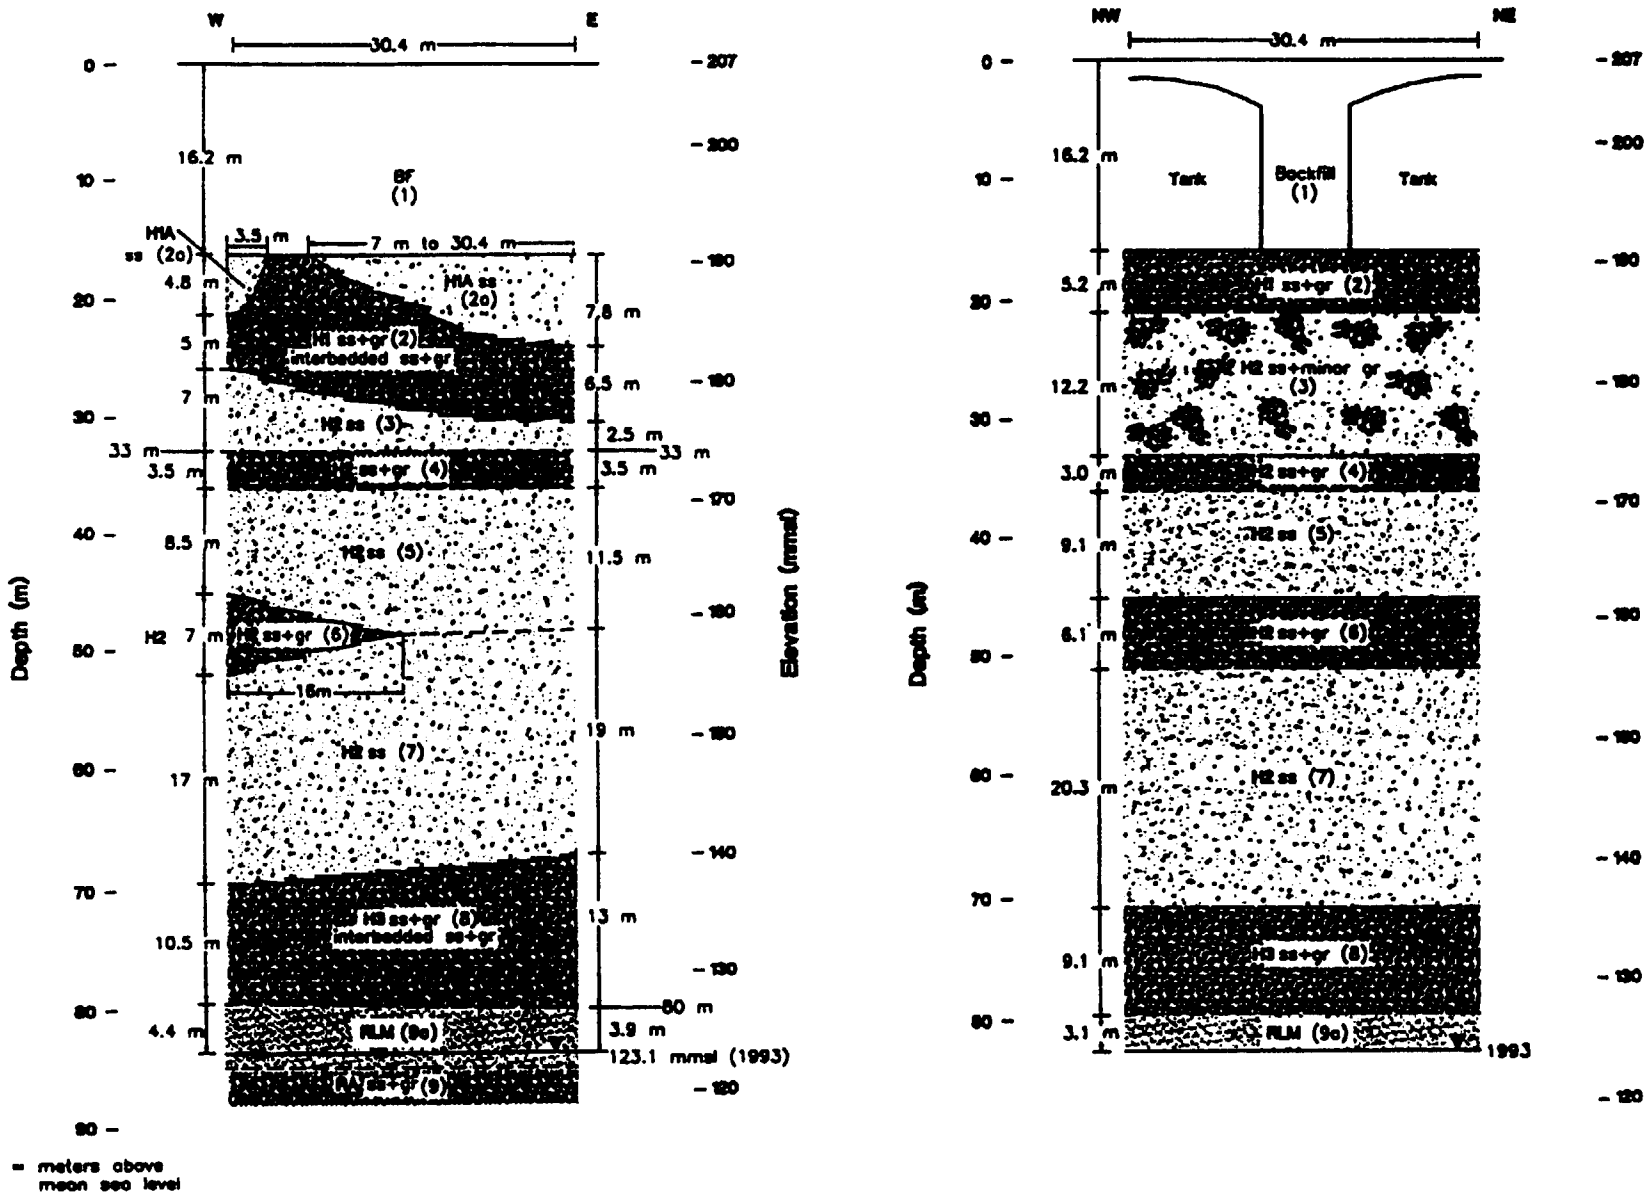 W
E
30.4 m
0
207
16.2 m
200
BF
(1)
10
H1A
ss (2a)
3.5 m
7 m to 30.4 m
190
4.8 m
H1A ss
(2a)
20
7.8 m
5 m
H1 ss+gr (2)
interbedded ss+gr
180
6.5 m
7 m
30
H2 ss (3)
2.5 m
33 m
33 m
3.5 m
H2 ss+gr (4)
3.5 m
170
40
8.5 m
H2 ss (5)
11.5 m
160
H2
7 m
H2 ss+gr (6)
50
16m
Depth (m)
Elevation (mmsl)
19 m
150
H2 ss (7)
60
17 m
140
70
H3 ss+gr (8)
interbedded ss+gr
13 m
10.5 m
130
80
80 m
4.4 m
RLM (9a)
3.9 m
123.1 mmsl (1993)
RA ss+gr (9)
120
90
= meters above
mean sea level
NW
NE
30.4 m
0
207
200
16.2 m
10
Tank
Backfill
(1)
Tank
190
5.2 m
H1 ss+gr (2)
20
H2 ss+minor gr
(3)
12.2 m
180
30
3.0 m
H2 ss+gr (4)
170
40
9.1 m
H2 ss (5)
160
6.1 m
H2 ss+gr (6)
50
Depth (m)
150
60
20.3 m
H2 ss (7)
140
70
9.1 m
H3 ss+gr (8)
130
80
3.1 m
RLM (9a)
1993
120